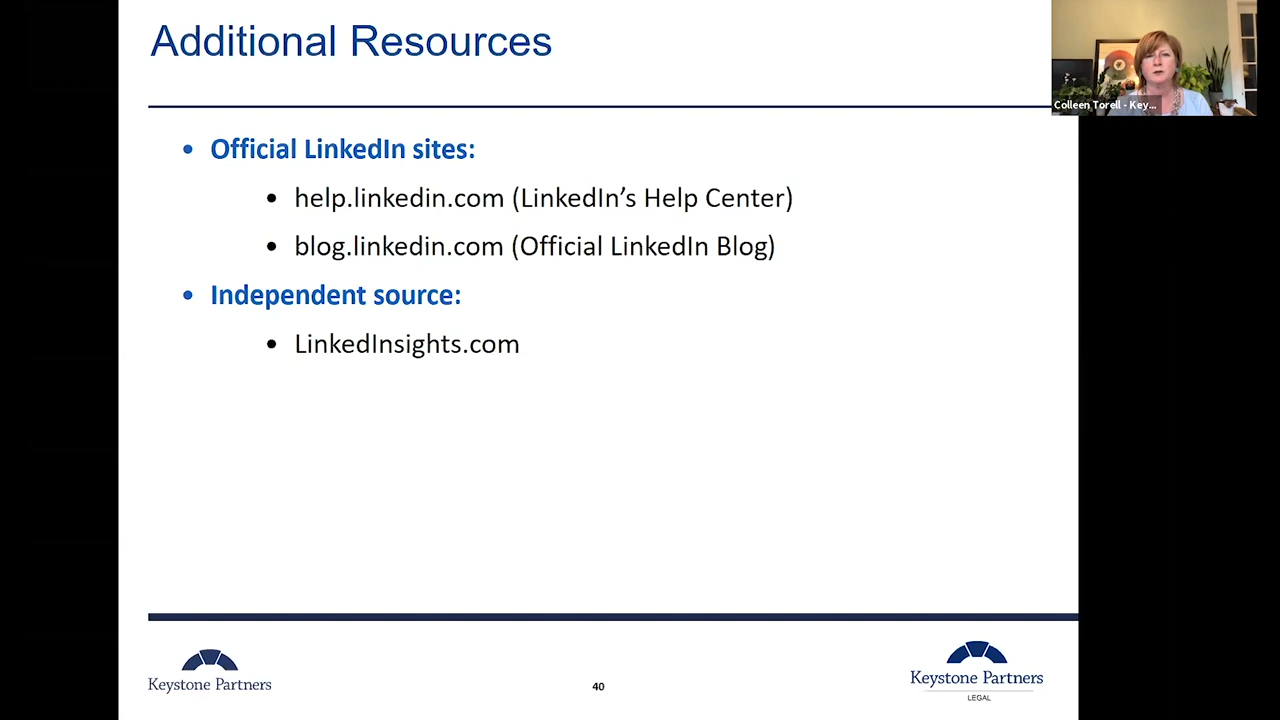 Additional Resources
Colleen Torell - Key...
• Official LinkedIn sites:
• help.linkedin.com (LinkedIn’s Help Center)
• blog.linkedin.com (Official LinkedIn Blog)
• Independent source:
• LinkedInsights.com
Keystone Partners
40
Keystone Partners
LEGAL